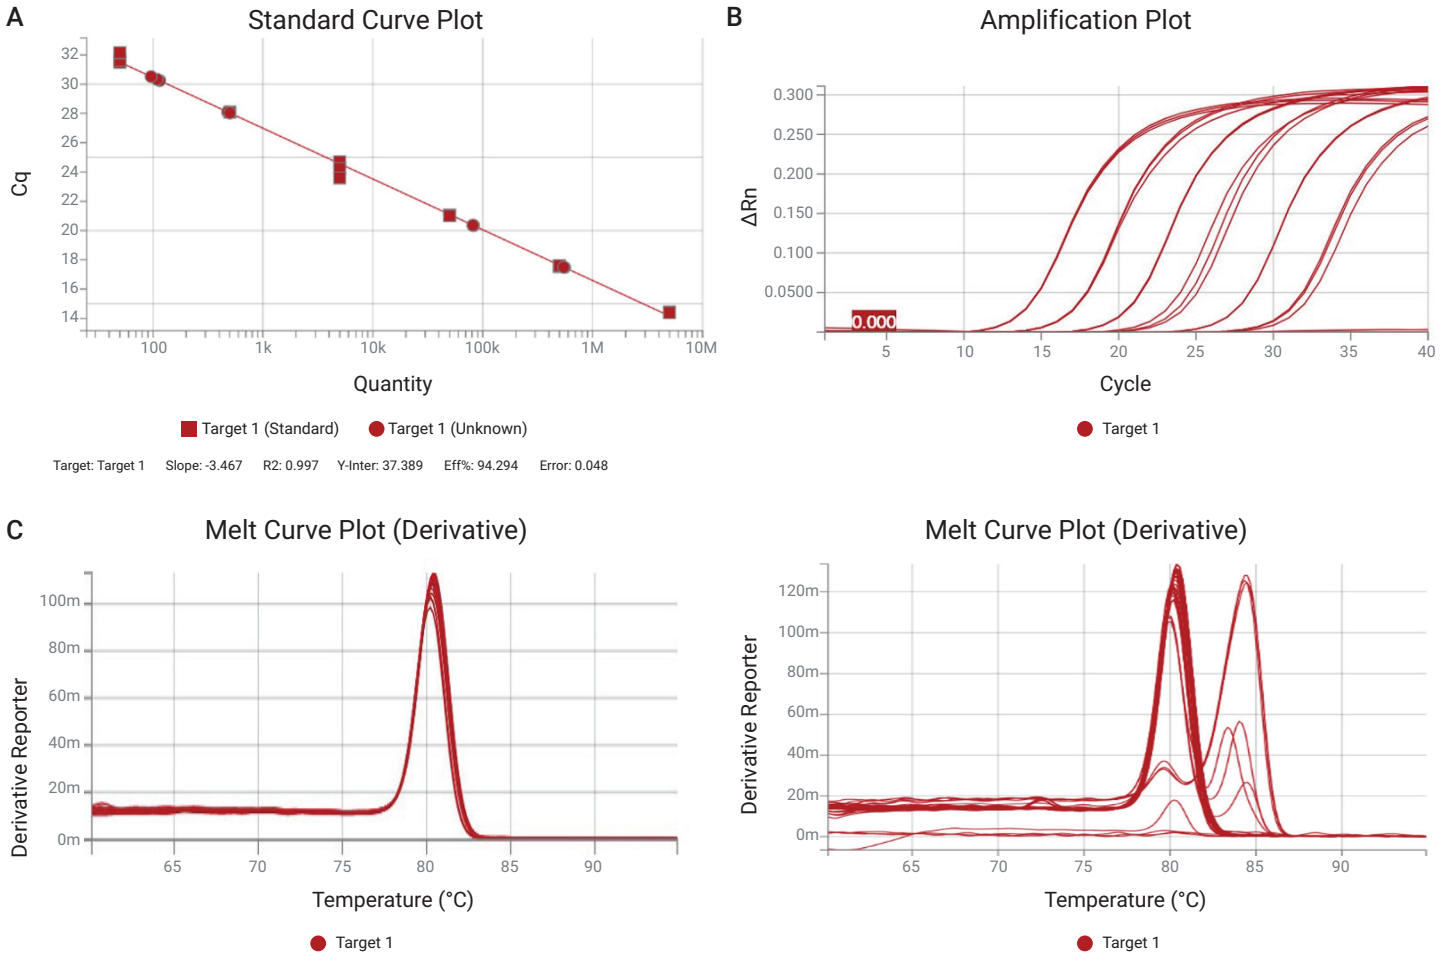 A
Standard Curve Plot
32
30
28
26
24
22
20
18
16
14
Cq
100
1k
10k
100k
1M
10M
Quantity
Target 1 (Standard)
Target 1 (Unknown)
Target: Target 1 Slope: -3.467 R2: 0.997 Y-Inter: 37.389 Eff%: 94.294 Error: 0.048
B
Amplification Plot
0.300
0.250
0.200
0.150
0.100
0.0500
0.000
ΔRn
5
10
15
20
25
30
35
40
Cycle
Target 1
C
Melt Curve Plot (Derivative)
100m
80m
60m
40m
20m
0m
Derivative Reporter
65
70
75
80
85
90
Temperature (°C)
Target 1
Melt Curve Plot (Derivative)
120m
100m
80m
60m
40m
20m
0m
Derivative Reporter
65
70
75
80
85
90
Temperature (°C)
Target 1